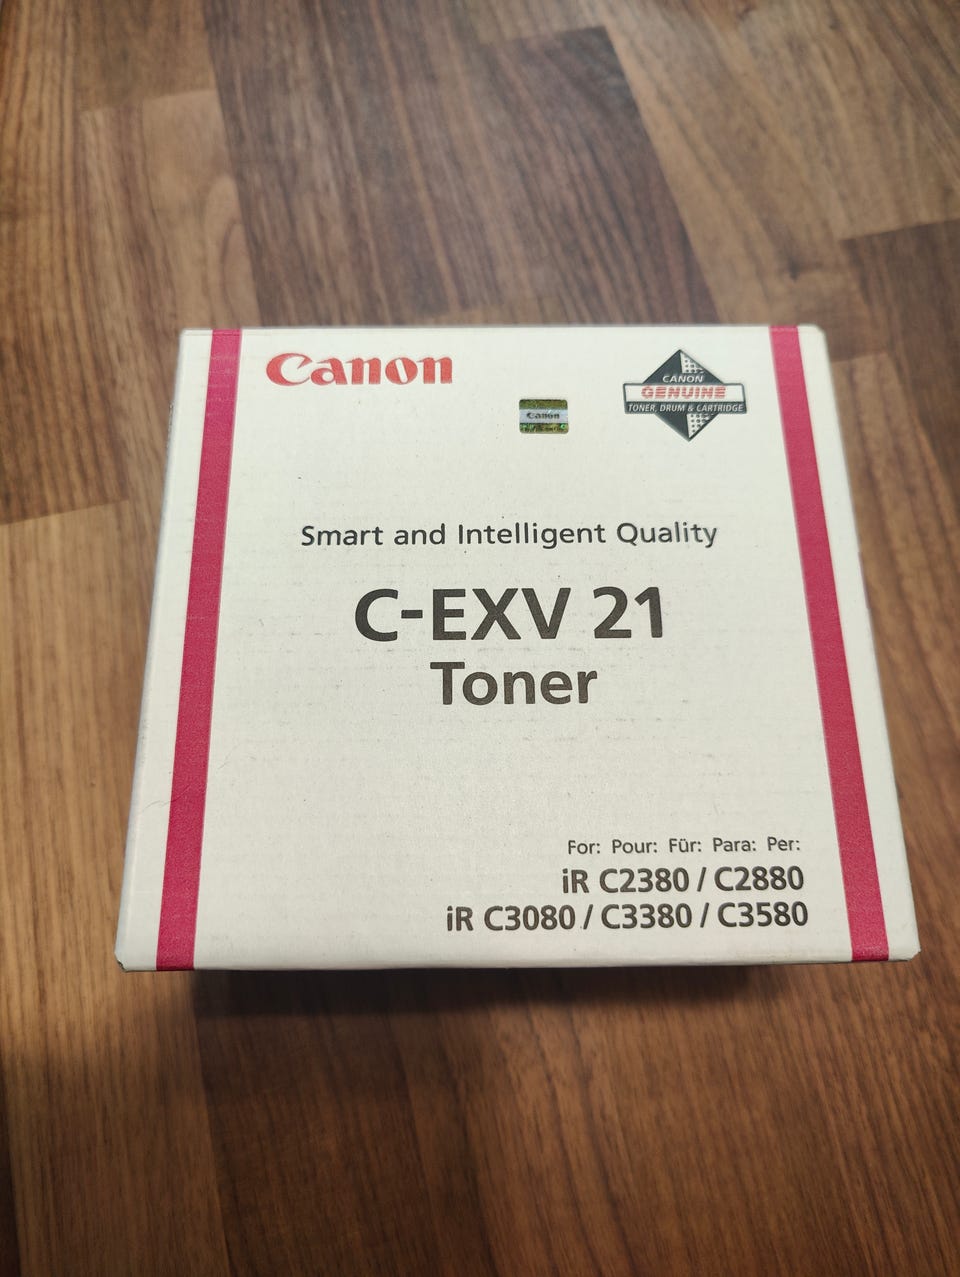 Canon
CANON
GENUINE
TONER, DRUM & CARTRIDGE
Canon
Smart and Intelligent Quality
C-EXV 21
Toner
For: Pour: Für: Para: Per:
iR C2380 / C2880
iR C3080 / C3380 / C3580